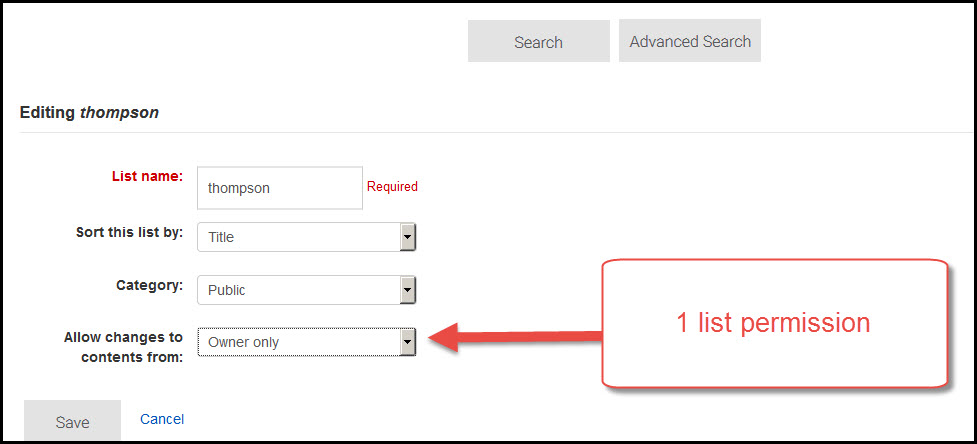 Search Advanced Search
Editing thompson
List name: thompson Required
Sort this list by: Title
Category: Public
Allow changes to
contents from: Owner only
1 list permission
Save Cancel